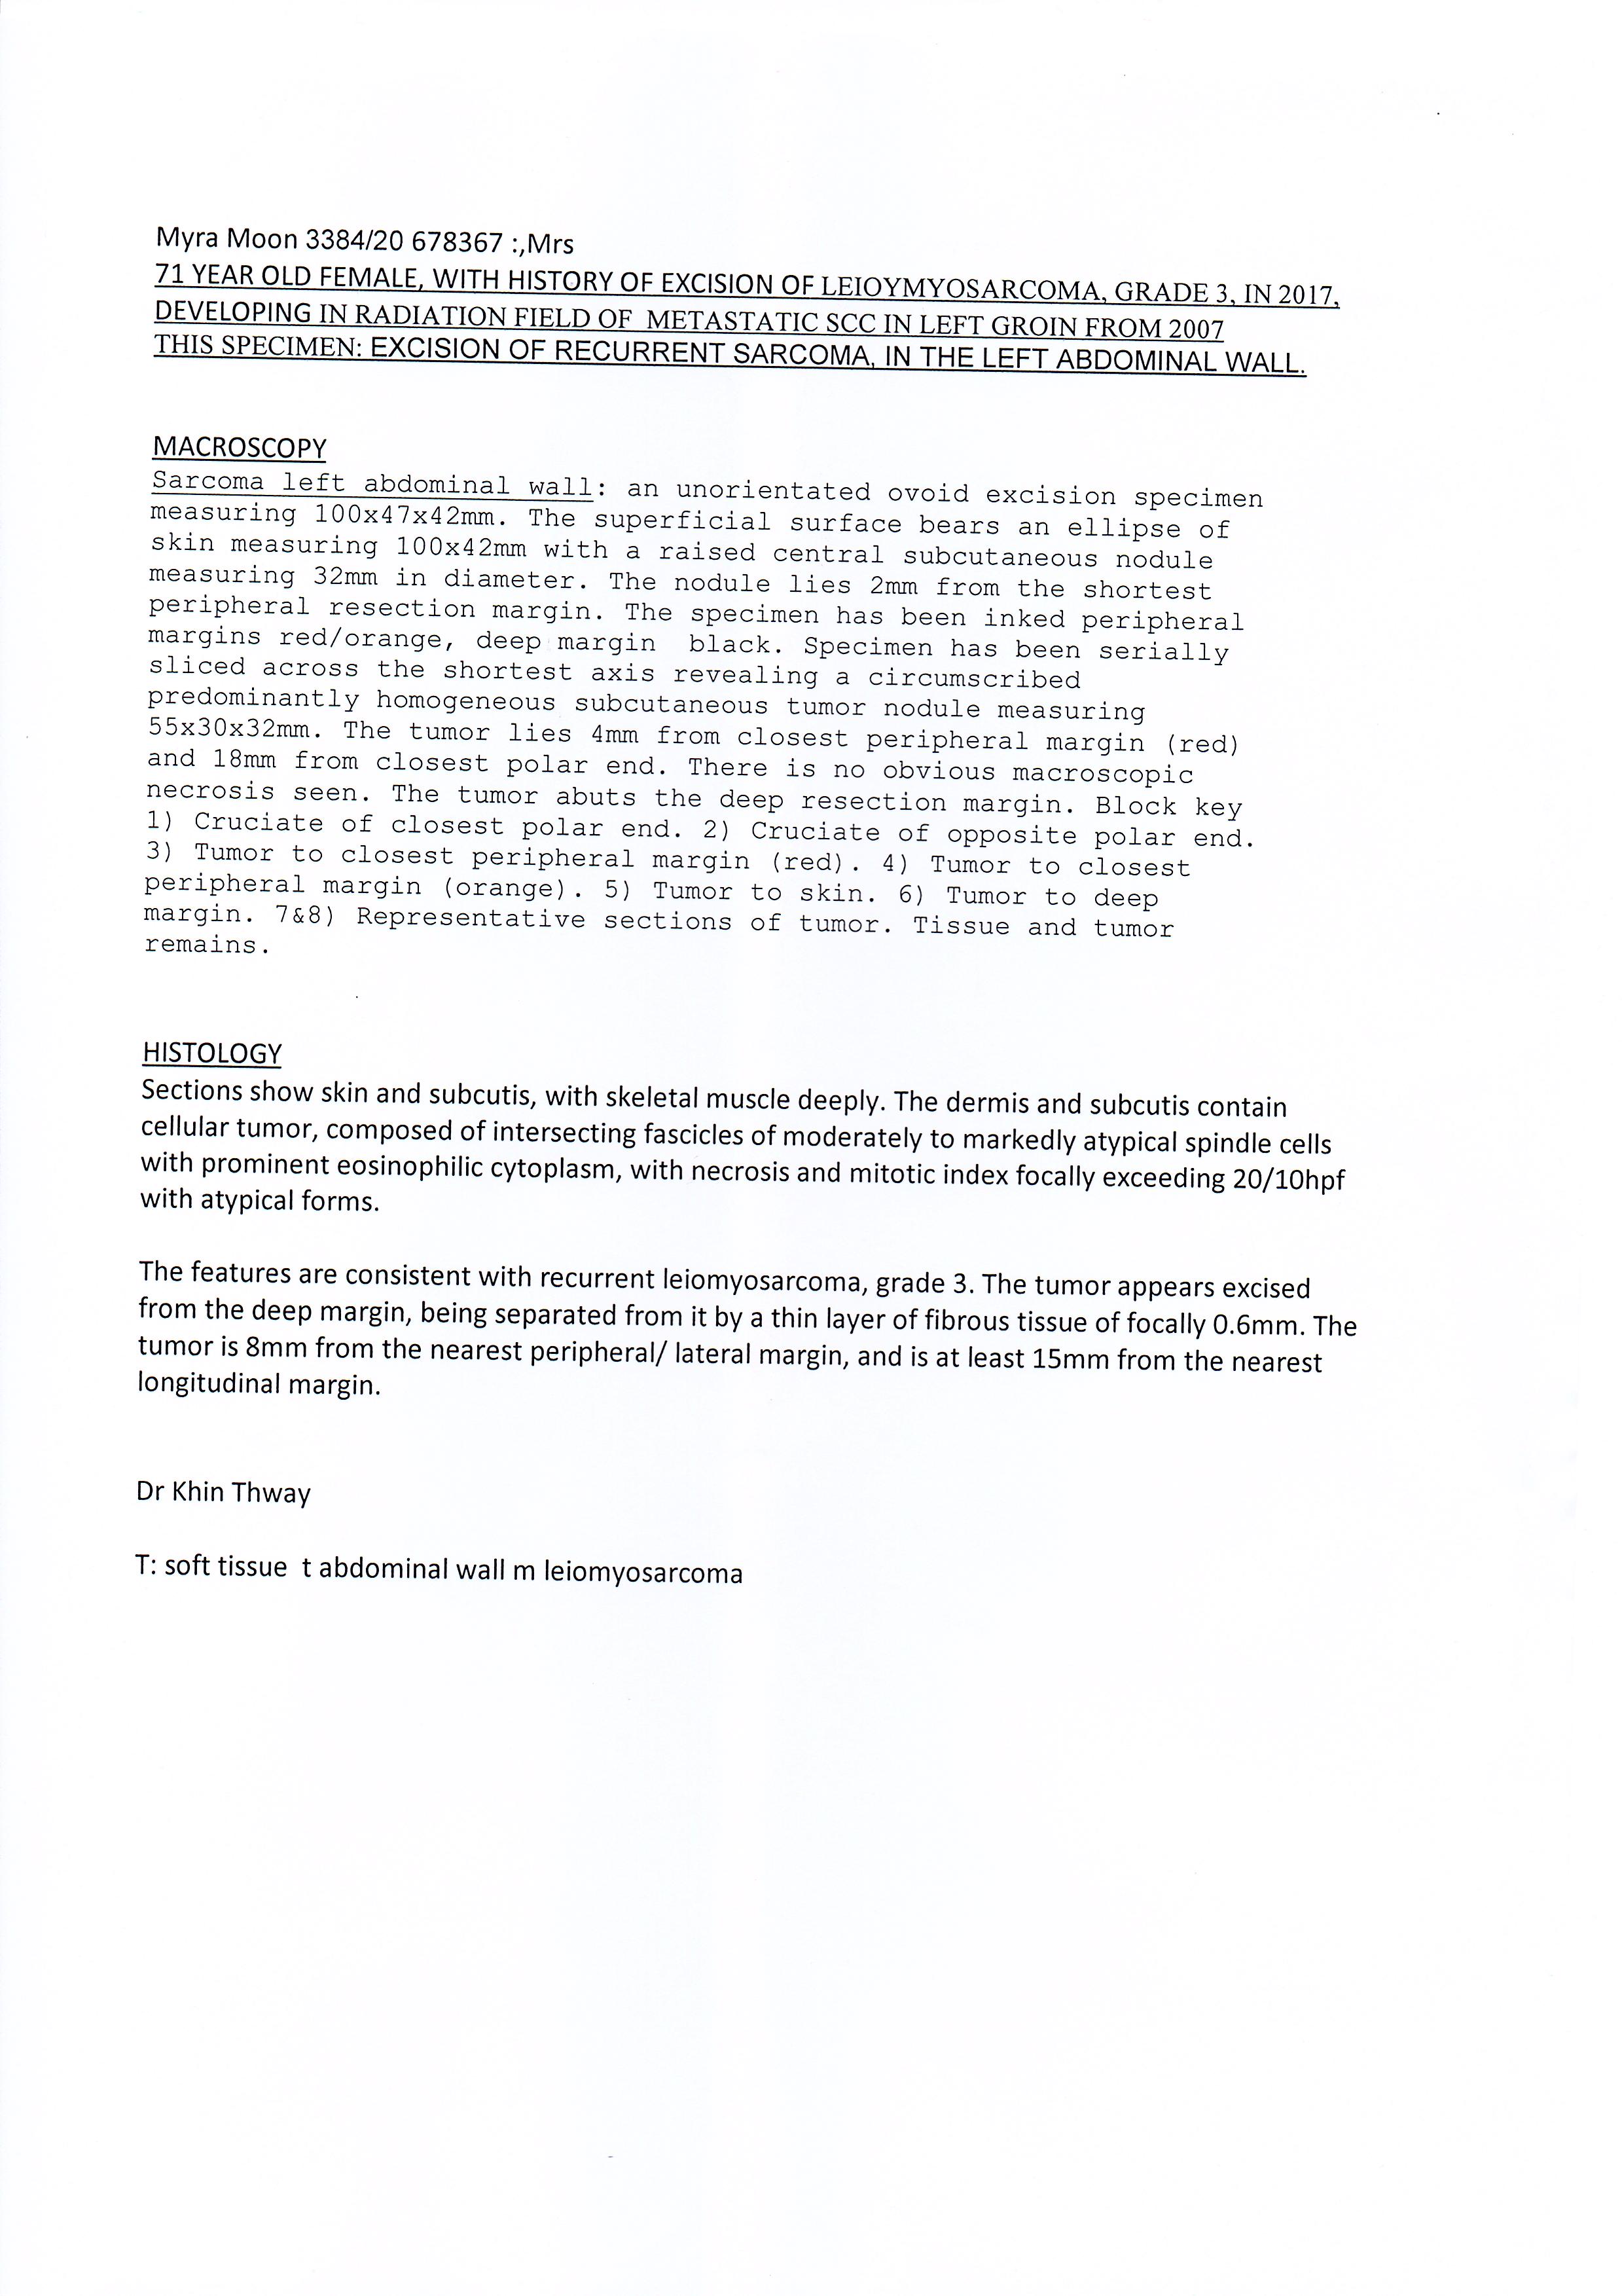 Myra Moon 3384/20 678367 :,Mrs
71 YEAR OLD FEMALE, WITH HISTORY OF EXCISION OF LEIOYMYOSARCOMA, GRADE 3, IN 2017,
DEVELOPING IN RADIATION FIELD OF  METASTATIC SCC IN LEFT GROIN FROM 2007
THIS SPECIMEN: EXCISION OF RECURRENT SARCOMA, IN THE LEFT ABDOMINAL WALL.
MACROSCOPY
Sarcoma left abdominal wall: an unorientated ovoid excision specimen
measuring 100x47x42mm. The superficial surface bears an ellipse of
skin measuring 100x42mm with a raised central subcutaneous nodule
measuring 32mm in diameter. The nodule lies 2mm from the shortest
peripheral resection margin. The specimen has been inked peripheral
margins red/orange, deep margin  black. Specimen has been serially
sliced across the shortest axis revealing a circumscribed
predominantly homogeneous subcutaneous tumor nodule measuring
55x30x32mm. The tumor lies 4mm from closest peripheral margin (red)
and 18mm from closest polar end. There is no obvious macroscopic
necrosis seen. The tumor abuts the deep resection margin. Block key
1) Cruciate of closest polar end. 2) Cruciate of opposite polar end.
3) Tumor to closest peripheral margin (red). 4) Tumor to closest
peripheral margin (orange). 5) Tumor to skin. 6) Tumor to deep
margin. 7&8) Representative sections of tumor. Tissue and tumor
remains.
HISTOLOGY
Sections show skin and subcutis, with skeletal muscle deeply. The dermis and subcutis contain
cellular tumor, composed of intersecting fascicles of moderately to markedly atypical spindle cells
with prominent eosinophilic cytoplasm, with necrosis and mitotic index focally exceeding 20/10hpf
with atypical forms.
The features are consistent with recurrent leiomyosarcoma, grade 3. The tumor appears excised
from the deep margin, being separated from it by a thin layer of fibrous tissue of focally 0.6mm. The
tumor is 8mm from the nearest peripheral/ lateral margin, and is at least 15mm from the nearest
longitudinal margin.
Dr Khin Thway
T: soft tissue  t abdominal wall m leiomyosarcoma